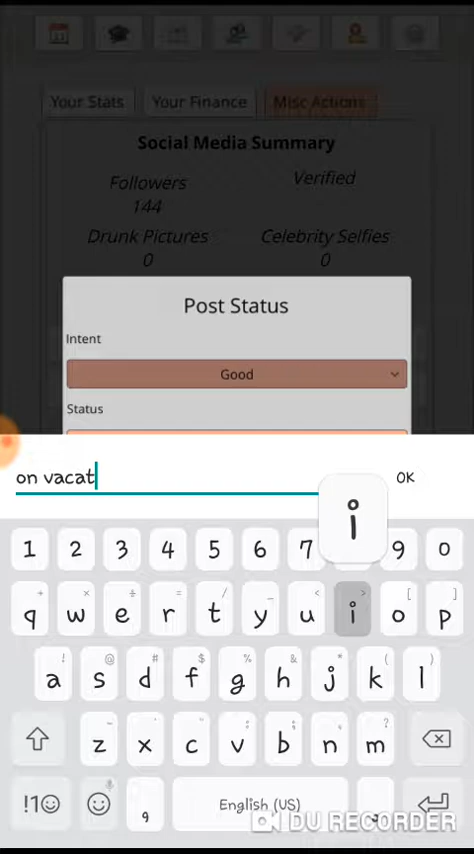 Your Stats Your Finance Misc Actions
Social Media Summary
Followers Verified
144
Drunk Pictures Celebrity Selfies
0 0
Post Status
Intent
Good
Status
on vacat OK
i
1 2 3 4 5 6 7 9 0
+ × ÷ = / _ < > [ ]
q w e r t y u i o p
! @ # $ % & * ( )
a s d f g h j k l
- ' " : ; , ?
z x c v b n m
!1☺ , English (US) .
DU RECORDER